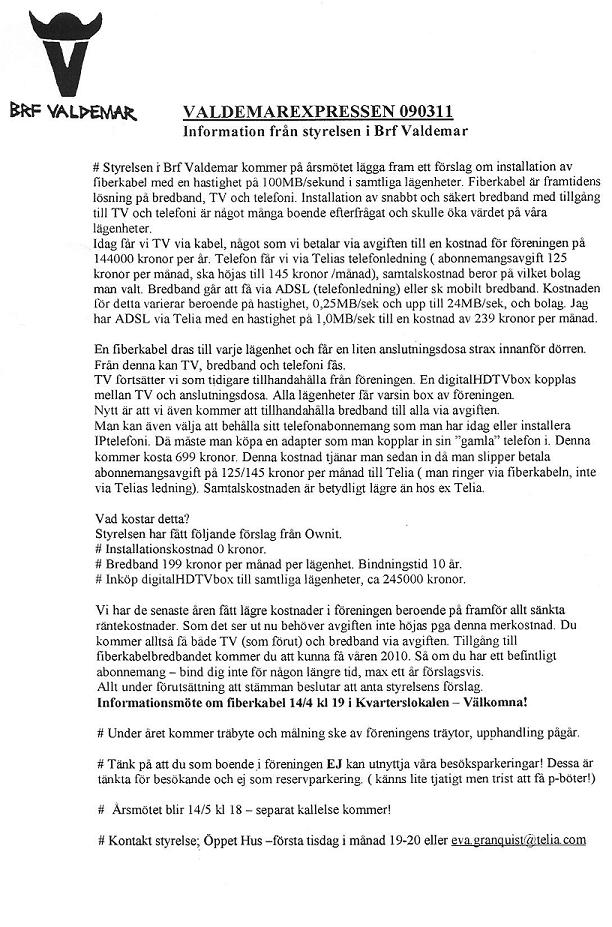 BRF VALDEMAR
VALDEMAREXPRESSEN 090311
Information från styrelsen i Brf Valdemar
# Styrelsen i Brf Valdemar kommer på årsmötet lägga fram ett förslag om installation av
fiberkabel med en hastighet på 100MB/sekund i samtliga lägenheter. Fiberkabel är framtidens
lösning på bredband, TV och telefoni. Installation av snabbt och säkert bredband med tillgång
till TV och telefoni är något många boende efterfrågat och skulle öka värdet på våra
lägenheter.
Idag får vi TV via kabel, något som vi betalar via avgiften till en kostnad för föreningen på
144000 kronor per år. Telefon får vi via Telias telefonledning ( abonnemangsavgift 125
kronor per månad, ska höjas till 145 kronor /månad), samtalskostnad beror på vilket bolag
man valt. Bredband går att få via ADSL (telefonledning) eller sk mobilt bredband. Kostnaden
för detta varierar beroende på hastighet, 0,25MB/sek och upp till 24MB/sek, och bolag. Jag
har ADSL via Telia med en hastighet på 1,0MB/sek till en kostnad av 239 kronor per månad.
En fiberkabel dras till varje lägenhet och får en liten anslutningsdosa strax innanför dörren.
Från denna kan TV, bredband och telefoni fås.
TV fortsätter vi som tidigare tillhandahålla från föreningen. En digitalHDTVbox kopplas
mellan TV och anslutningsdosa. Alla lägenheter får varsin box av föreningen.
Nytt är att vi även kommer att tillhandahålla bredband till alla via avgiften.
Man kan även välja att behålla sitt telefonabonnemang som man har idag eller installera
IPtelefoni. Då måste man köpa en adapter som man kopplar in sin ”gamla” telefon i. Denna
kommer kosta 699 kronor. Denna kostnad tjänar man sedan in då man slipper betala
abonnemangsavgift på 125/145 kronor per månad till Telia ( man ringer via fiberkabeln, inte
via Telias ledning). Samtalskostnaden är betydligt lägre än hos ex Telia.
Vad kostar detta?
Styrelsen har fått följande förslag från Ownit.
# Installationskostnad 0 kronor.
# Bredband 199 kronor per månad per lägenhet. Bindningstid 10 år.
# Inköp digitalHDTVbox till samtliga lägenheter, ca 245000 kronor.
Vi har de senaste åren fått lägre kostnader i föreningen beroende på framför allt sänkta
räntekostnader. Som det ser ut nu behöver avgiften inte höjas pga denna merkostnad. Du
kommer alltså få både TV (som förut) och bredband via avgiften. Tillgång till
fiberkabelbredbandet kommer du att kunna få våren 2010. Så om du har ett befintligt
abonnemang – bind dig inte för någon längre tid, max ett år förslagsvis.
Allt under förutsättning att stämman beslutar att anta styrelsens förslag.
Informationsmöte om fiberkabel 14/4 kl 19 i Kvarterslokalen – Välkomna!
# Under året kommer träbyte och målning ske av föreningens träytor, upphandling pågår.
# Tänk på att du som boende i föreningen EJ kan utnyttja våra besöksparkeringar! Dessa är
tänkta för besökande och ej som reservparkering. ( känns lite tjatigt men trist att få p-böter!)
# Årsmötet blir 14/5 kl 18 – separat kallelse kommer!
# Kontakt styrelse; Öppet Hus –första tisdag i månad 19-20 eller eva.granquist@telia.com